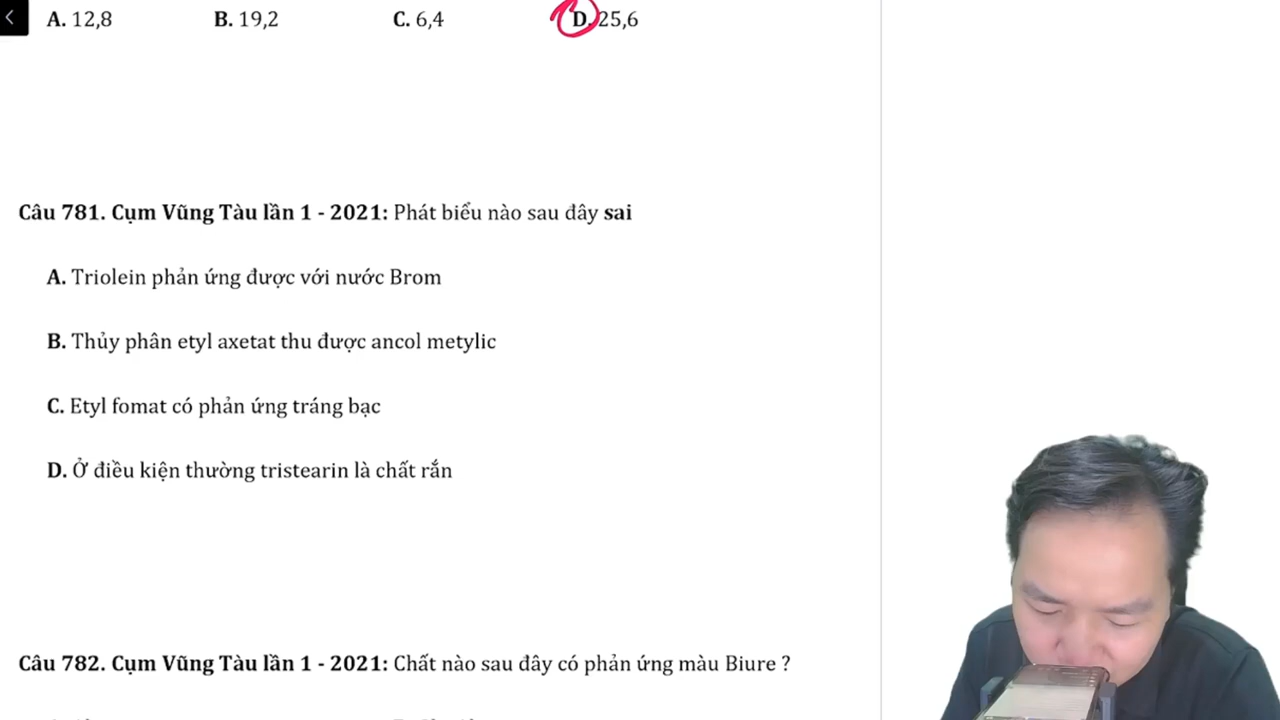 A. 12,8 B. 19,2 C. 6,4 D. 25,6
Câu 781. Cụm Vũng Tàu lần 1 - 2021: Phát biểu nào sau đây sai
A. Triolein phản ứng được với nước Brom
B. Thủy phân etyl axetat thu được ancol metylic
C. Etyl fomat có phản ứng tráng bạc
D. Ở điều kiện thường tristearin là chất rắn
Câu 782. Cụm Vũng Tàu lần 1 - 2021: Chất nào sau đây có phản ứng màu Biure ?